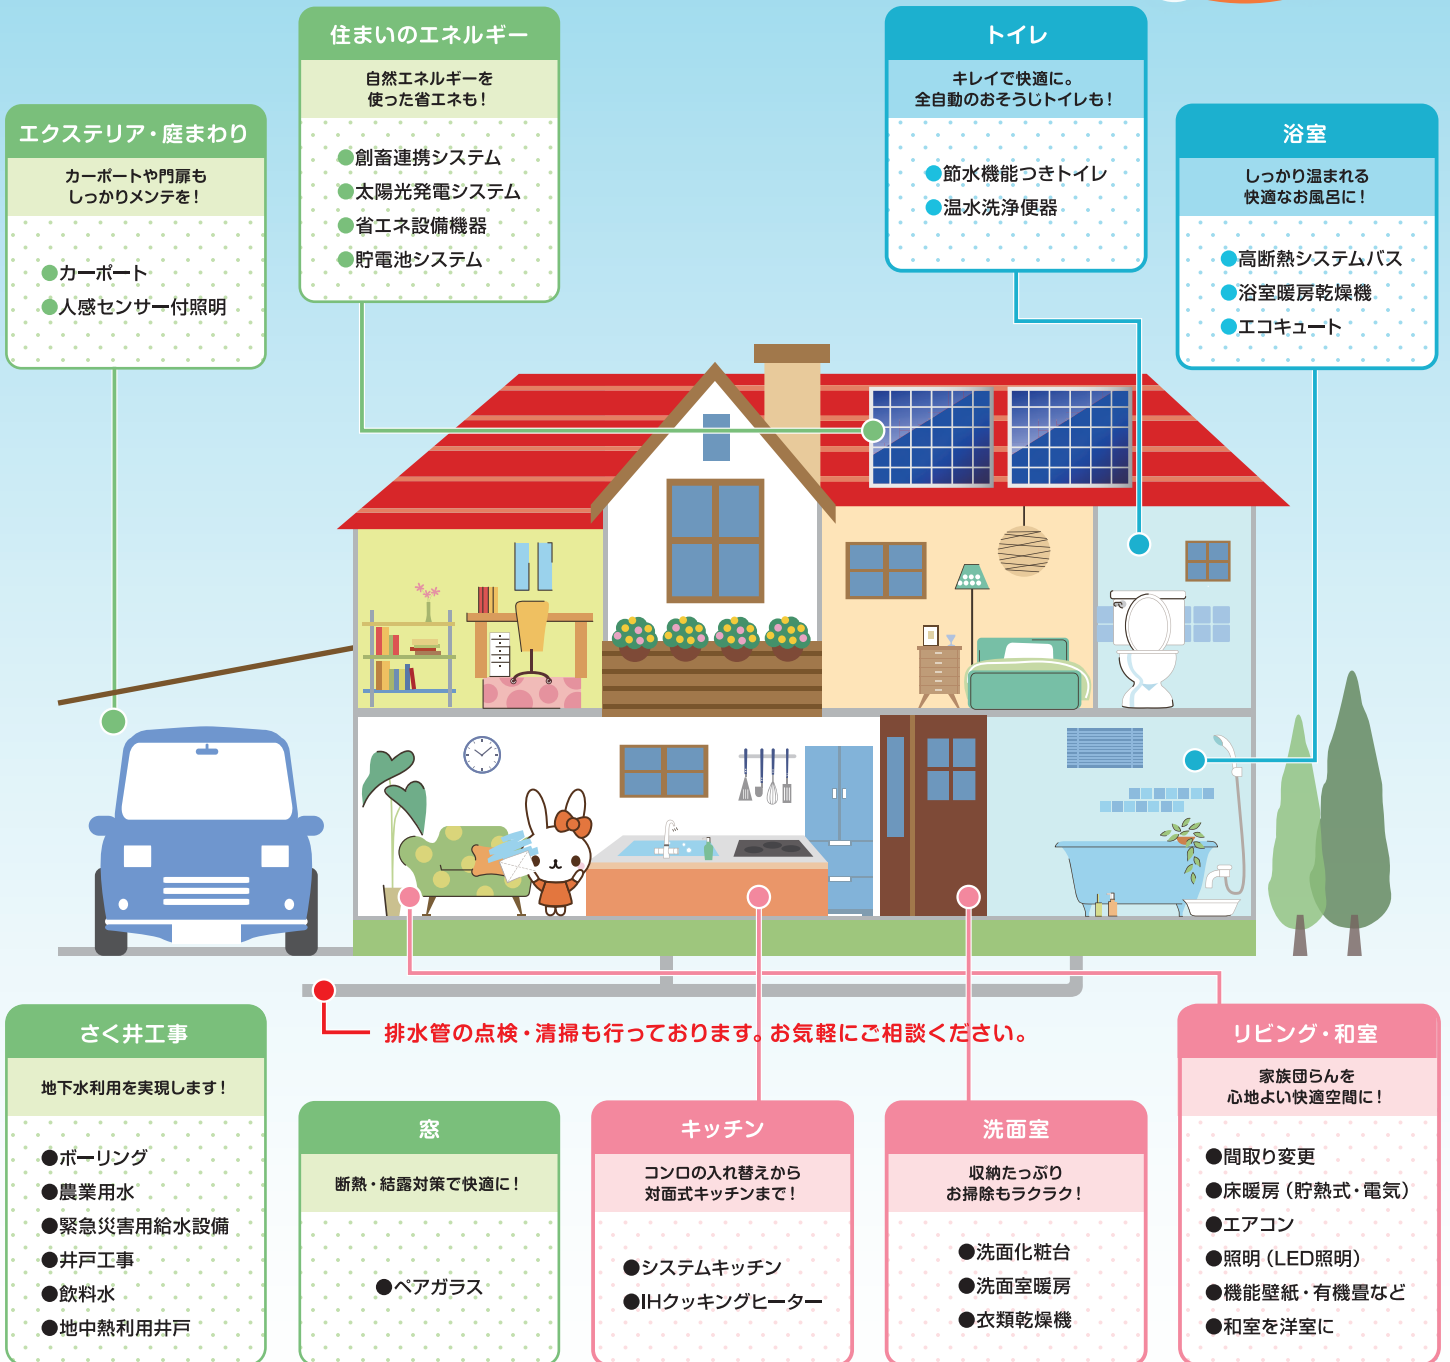 住まいのエネルギー
自然エネルギーを
使った省エネも!
●創畜連携システム
●太陽光発電システム
●省エネ設備機器
●貯電池システム
トイレ
キレイで快適に。
全自動のおそうじトイレも!
●節水機能つきトイレ
●温水洗浄便器
エクステリア・庭まわり
カーポートや門扉も
しっかりメンテを!
●カーポート
●人感センサー付照明
浴室
しっかり温まれる
快適なお風呂に!
●高断熱システムバス
●浴室暖房乾燥機
●エコキュート
排水管の点検・清掃も行っております。お気軽にご相談ください。
さく井工事
地下水利用を実現します!
●ボーリング
●農業用水
●緊急災害用給水設備
●井戸工事
●飲料水
●地中熱利用井戸
窓
断熱・結露対策で快適に!
●ペアガラス
キッチン
コンロの入れ替えから
対面式キッチンまで!
●システムキッチン
●IHクッキングヒーター
洗面室
収納たっぷり
お掃除もラクラク!
●洗面化粧台
●洗面室暖房
●衣類乾燥機
リビング・和室
家族団らんを
心地よい快適空間に!
●間取り変更
●床暖房(貯熱式・電気)
●エアコン
●照明(LED照明)
●機能壁紙・有機畳など
●和室を洋室に